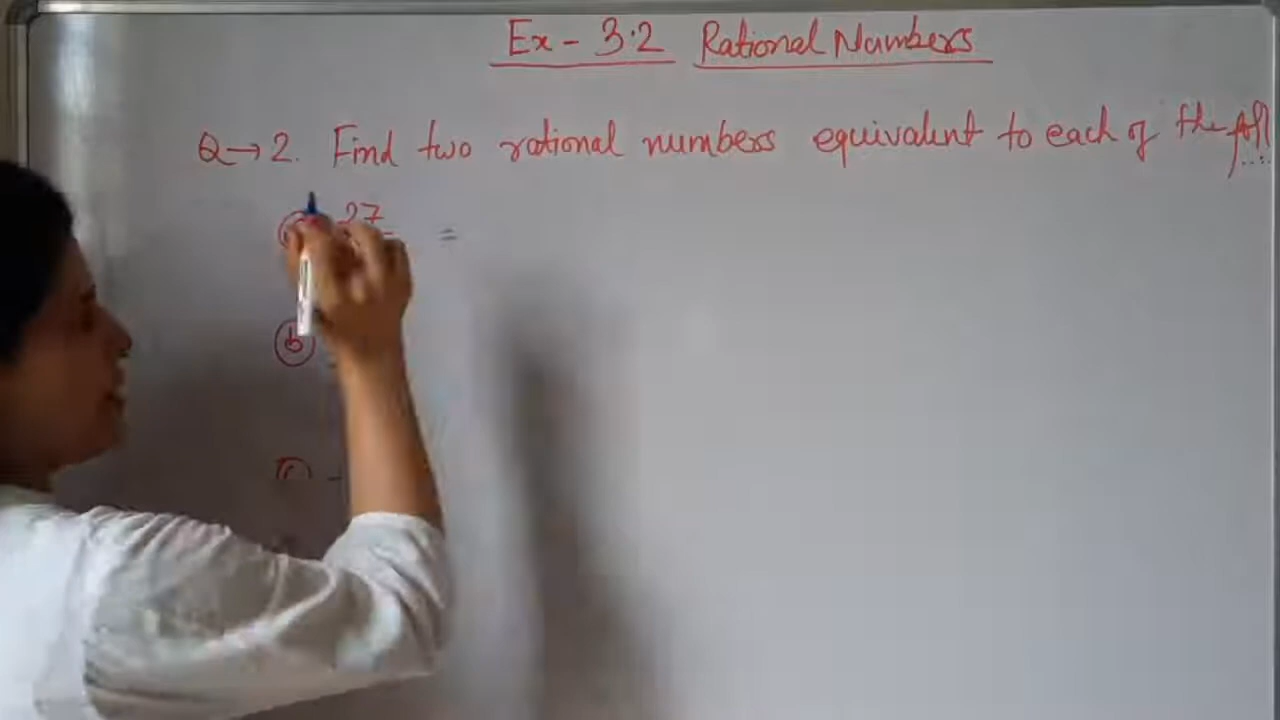 Ex - 3.2 Rational Numbers
Q→2. Find two rational numbers equivalent to each of the foll....
27 =
(b)
(c) -